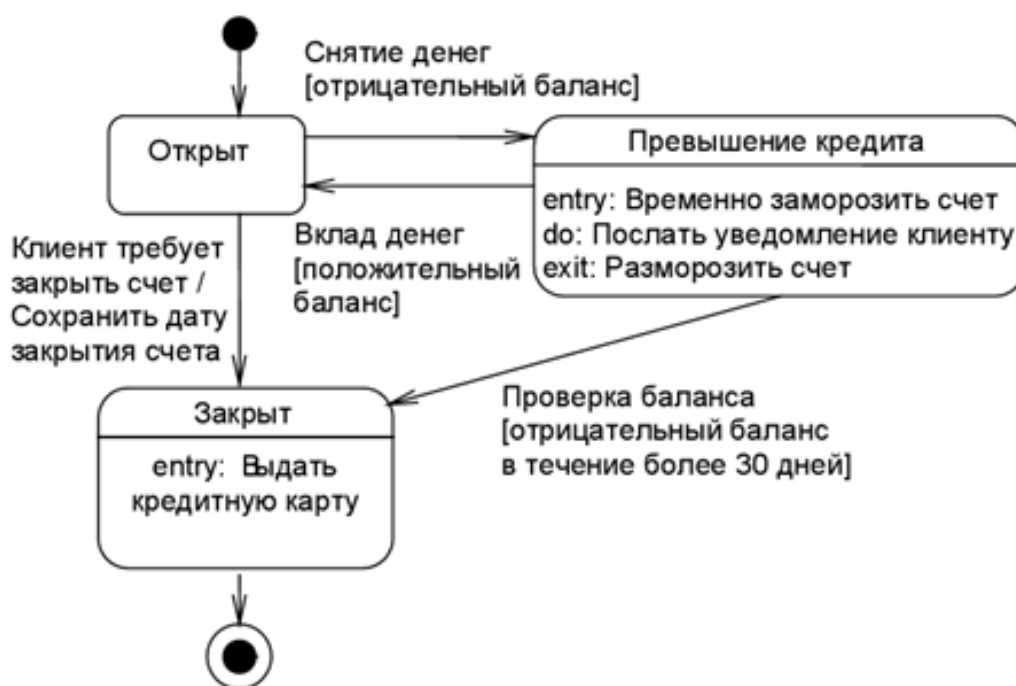 Снятие денег
[отрицательный баланс]
Открыт
Превышение кредита
entry: Временно заморозить счет
do: Послать уведомление клиенту
exit: Разморозить счет
Вклад денег
[положительный
баланс]
Клиент требует
закрыть счет /
Сохранить дату
закрытия счета
Закрыт
entry: Выдать
кредитную карту
Проверка баланса
[отрицательный баланс
в течение более 30 дней]